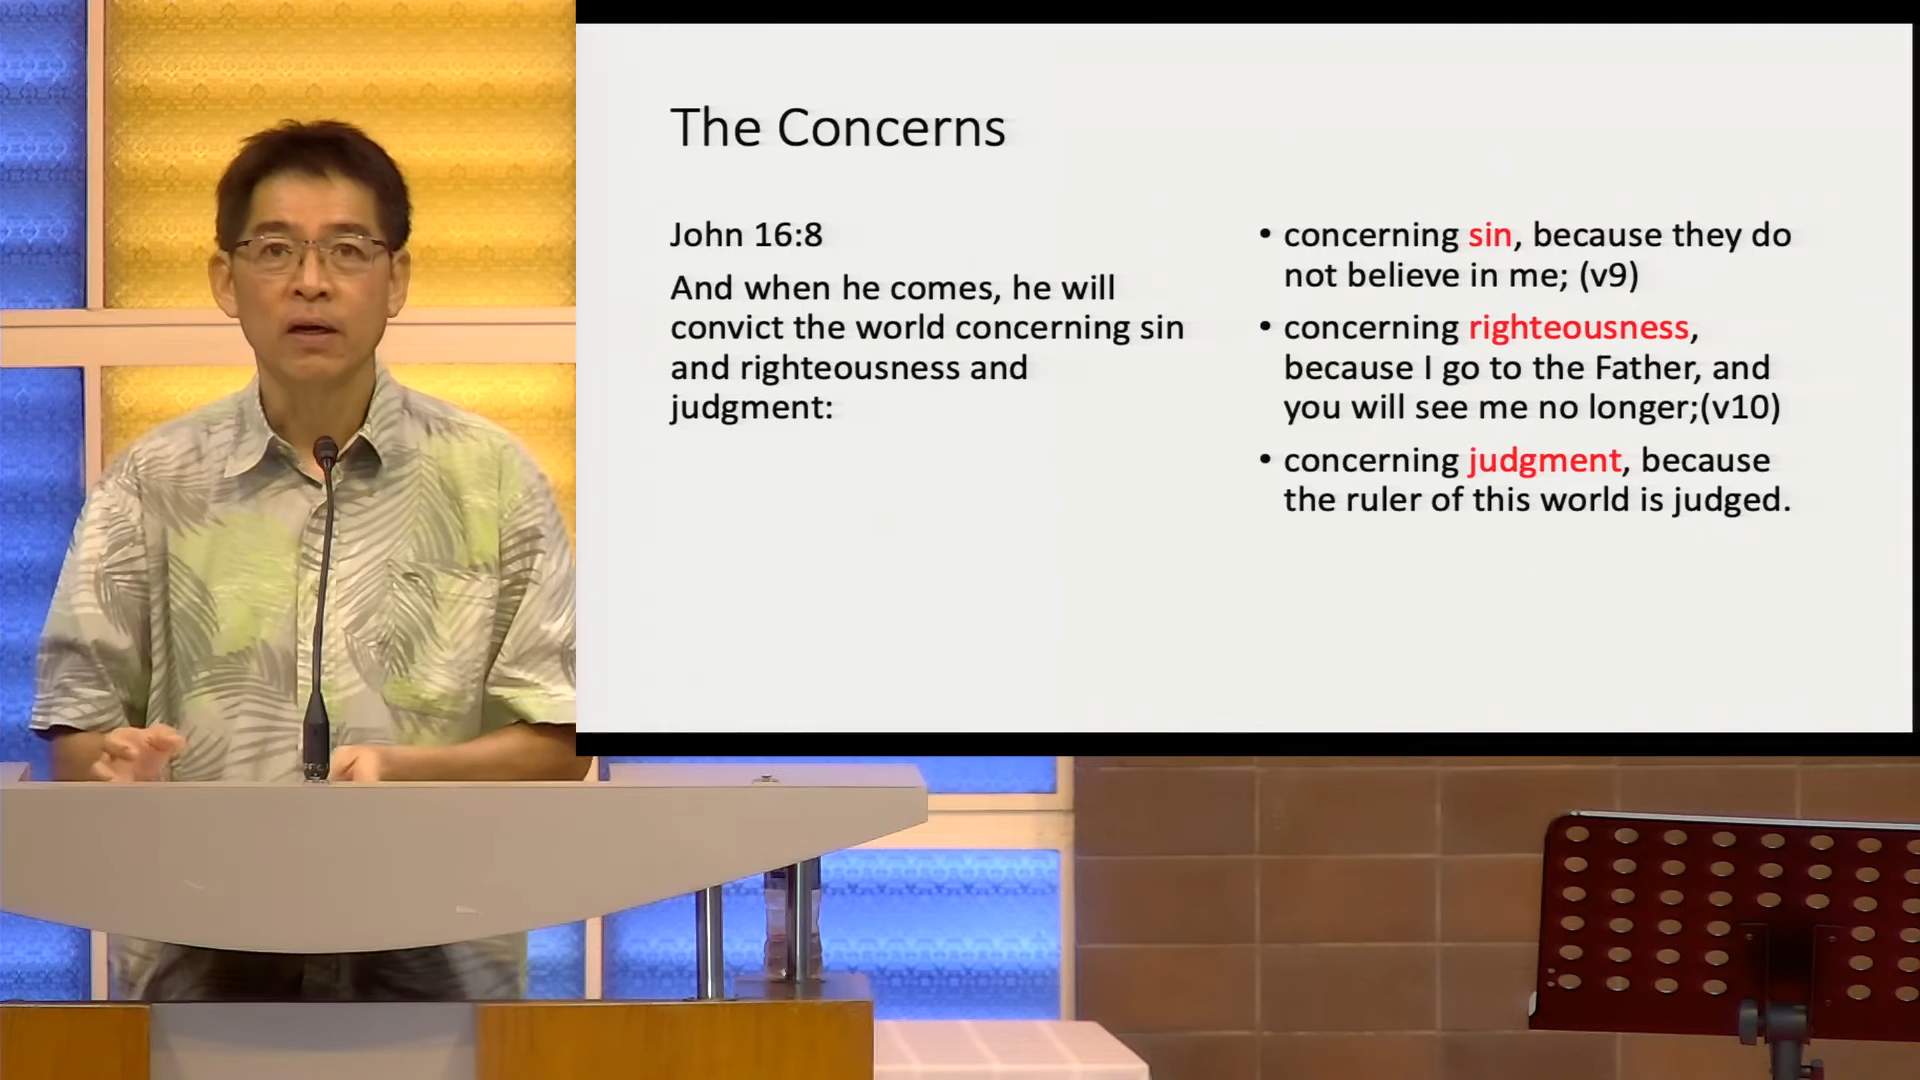 The Concerns
John 16:8
And when he comes, he will
convict the world concerning sin
and righteousness and
judgment:
• concerning sin, because they do
not believe in me; (v9)
• concerning righteousness,
because I go to the Father, and
you will see me no longer;(v10)
• concerning judgment, because
the ruler of this world is judged.